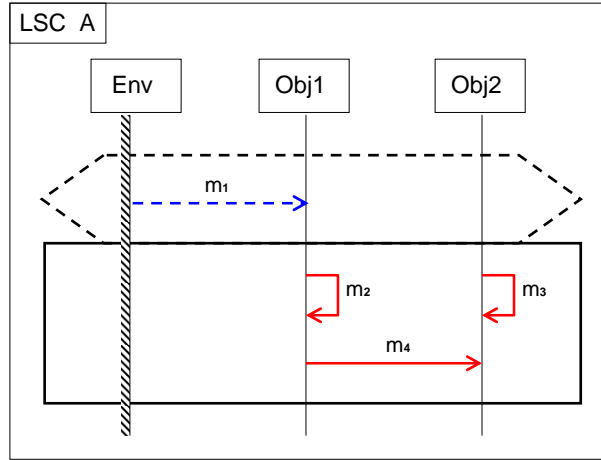 LSC A
Env Obj1 Obj2
m₁
m₂ m₃
m₄